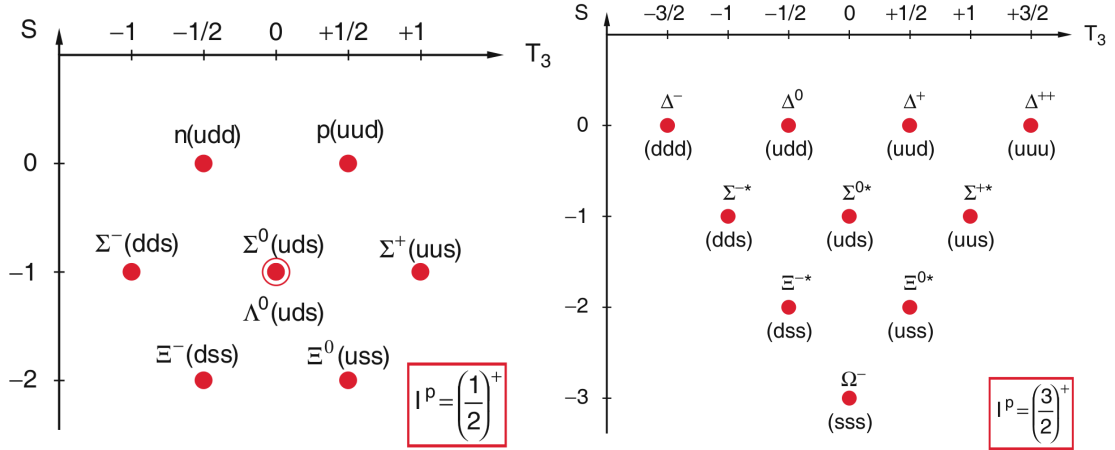 S −1 −1/2 0 +1/2 +1 T₃
n(udd) p(uud)
0
Σ⁻(dds) Σ⁰(uds) Σ⁺(uus)
−1
Λ⁰(uds)
Ξ⁻(dss) Ξ⁰(uss)
−2
Iᵖ=(1/2)⁺
S −3/2 −1 −1/2 0 +1/2 +1 +3/2 T₃
Δ⁻ Δ⁰ Δ⁺ Δ⁺⁺
0
(ddd) (udd) (uud) (uuu)
Σ⁻* Σ⁰* Σ⁺*
−1
(dds) (uds) (uus)
Ξ⁻* Ξ⁰*
−2
(dss) (uss)
Ω⁻
−3
(sss)
Iᵖ=(3/2)⁺